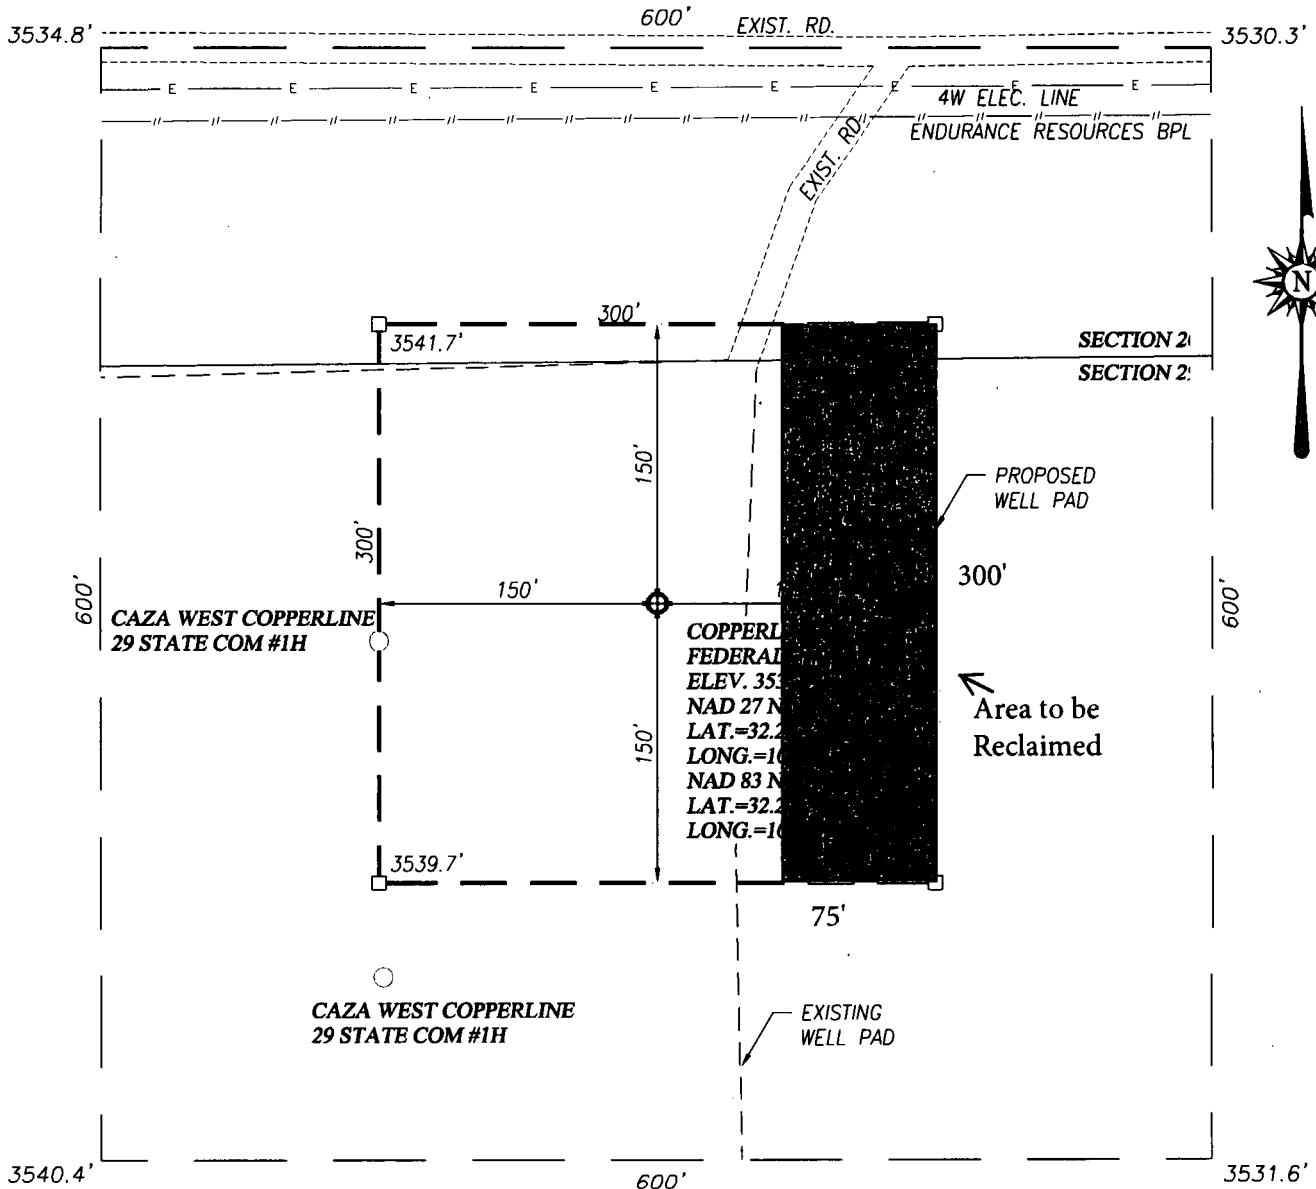 600'
3534.8'
EXIST. RD.
3530.3'
E E E E E E E E E
4W ELEC. LINE
ENDURANCE RESOURCES BPL
EXIST. RD.
N
300'
3541.7'
SECTION
SECTION
150'
PROPOSED
WELL PAD
300'
300'
150'
600'
600'
CAZA WEST COPPERLINE
29 STATE COM #1H
COPPERL
FEDERAL
ELEV. 353
NAD 27 N
LAT.=32.2
LONG.=10
NAD 83 N
LAT.=32.2
LONG.=10
150'
Area to be
Reclaimed
3539.7'
75'
CAZA WEST COPPERLINE
29 STATE COM #1H
EXISTING
WELL PAD
3540.4'
600'
3531.6'